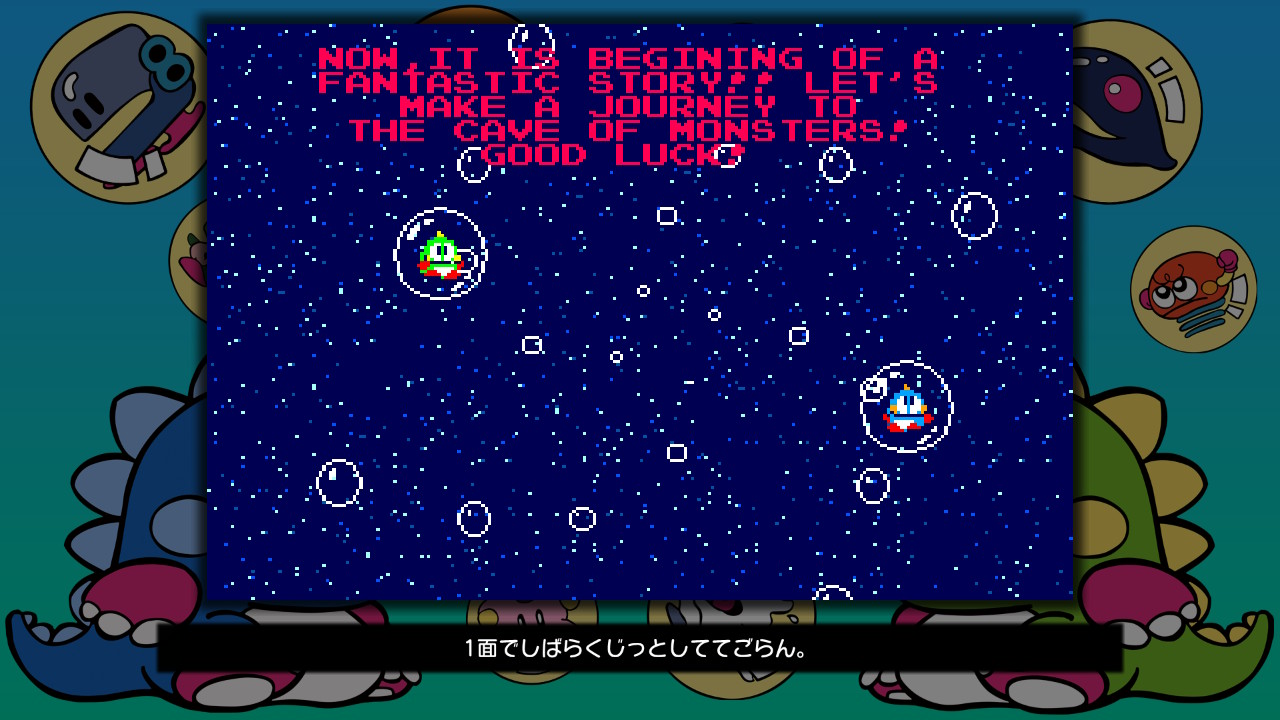 NOW,IT IS BEGINING OF A
FANTASTIC STORY!! LET'S
MAKE A JOURNEY TO
THE CAVE OF MONSTERS!
GOOD LUCK!
1面でしばらくじっとしててごらん。